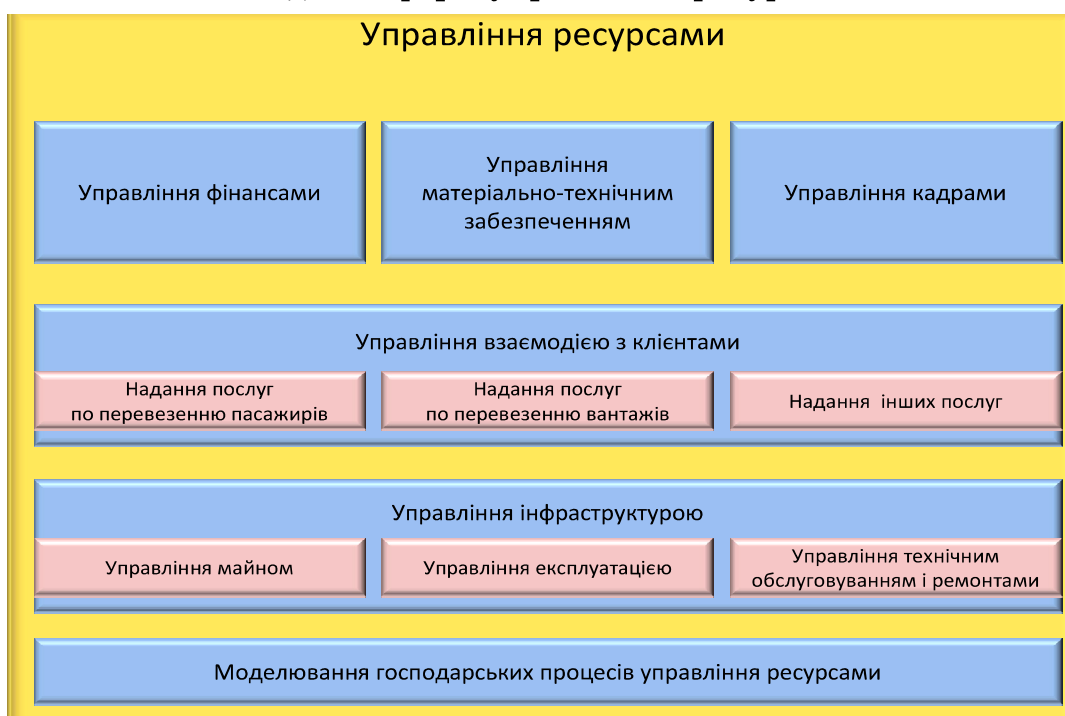 Управління ресурсами
Управління фінансами
Управління
матеріально-технічним
забезпеченням
Управління кадрами
Управління взаємодією з клієнтами
Надання послуг
по перевезенню пасажирів
Надання послуг
по перевезенню вантажів
Надання інших послуг
Управління інфраструктурою
Управління майном
Управління експлуатацією
Управління технічним
обслуговуванням і ремонтами
Моделювання господарських процесів управління ресурсами